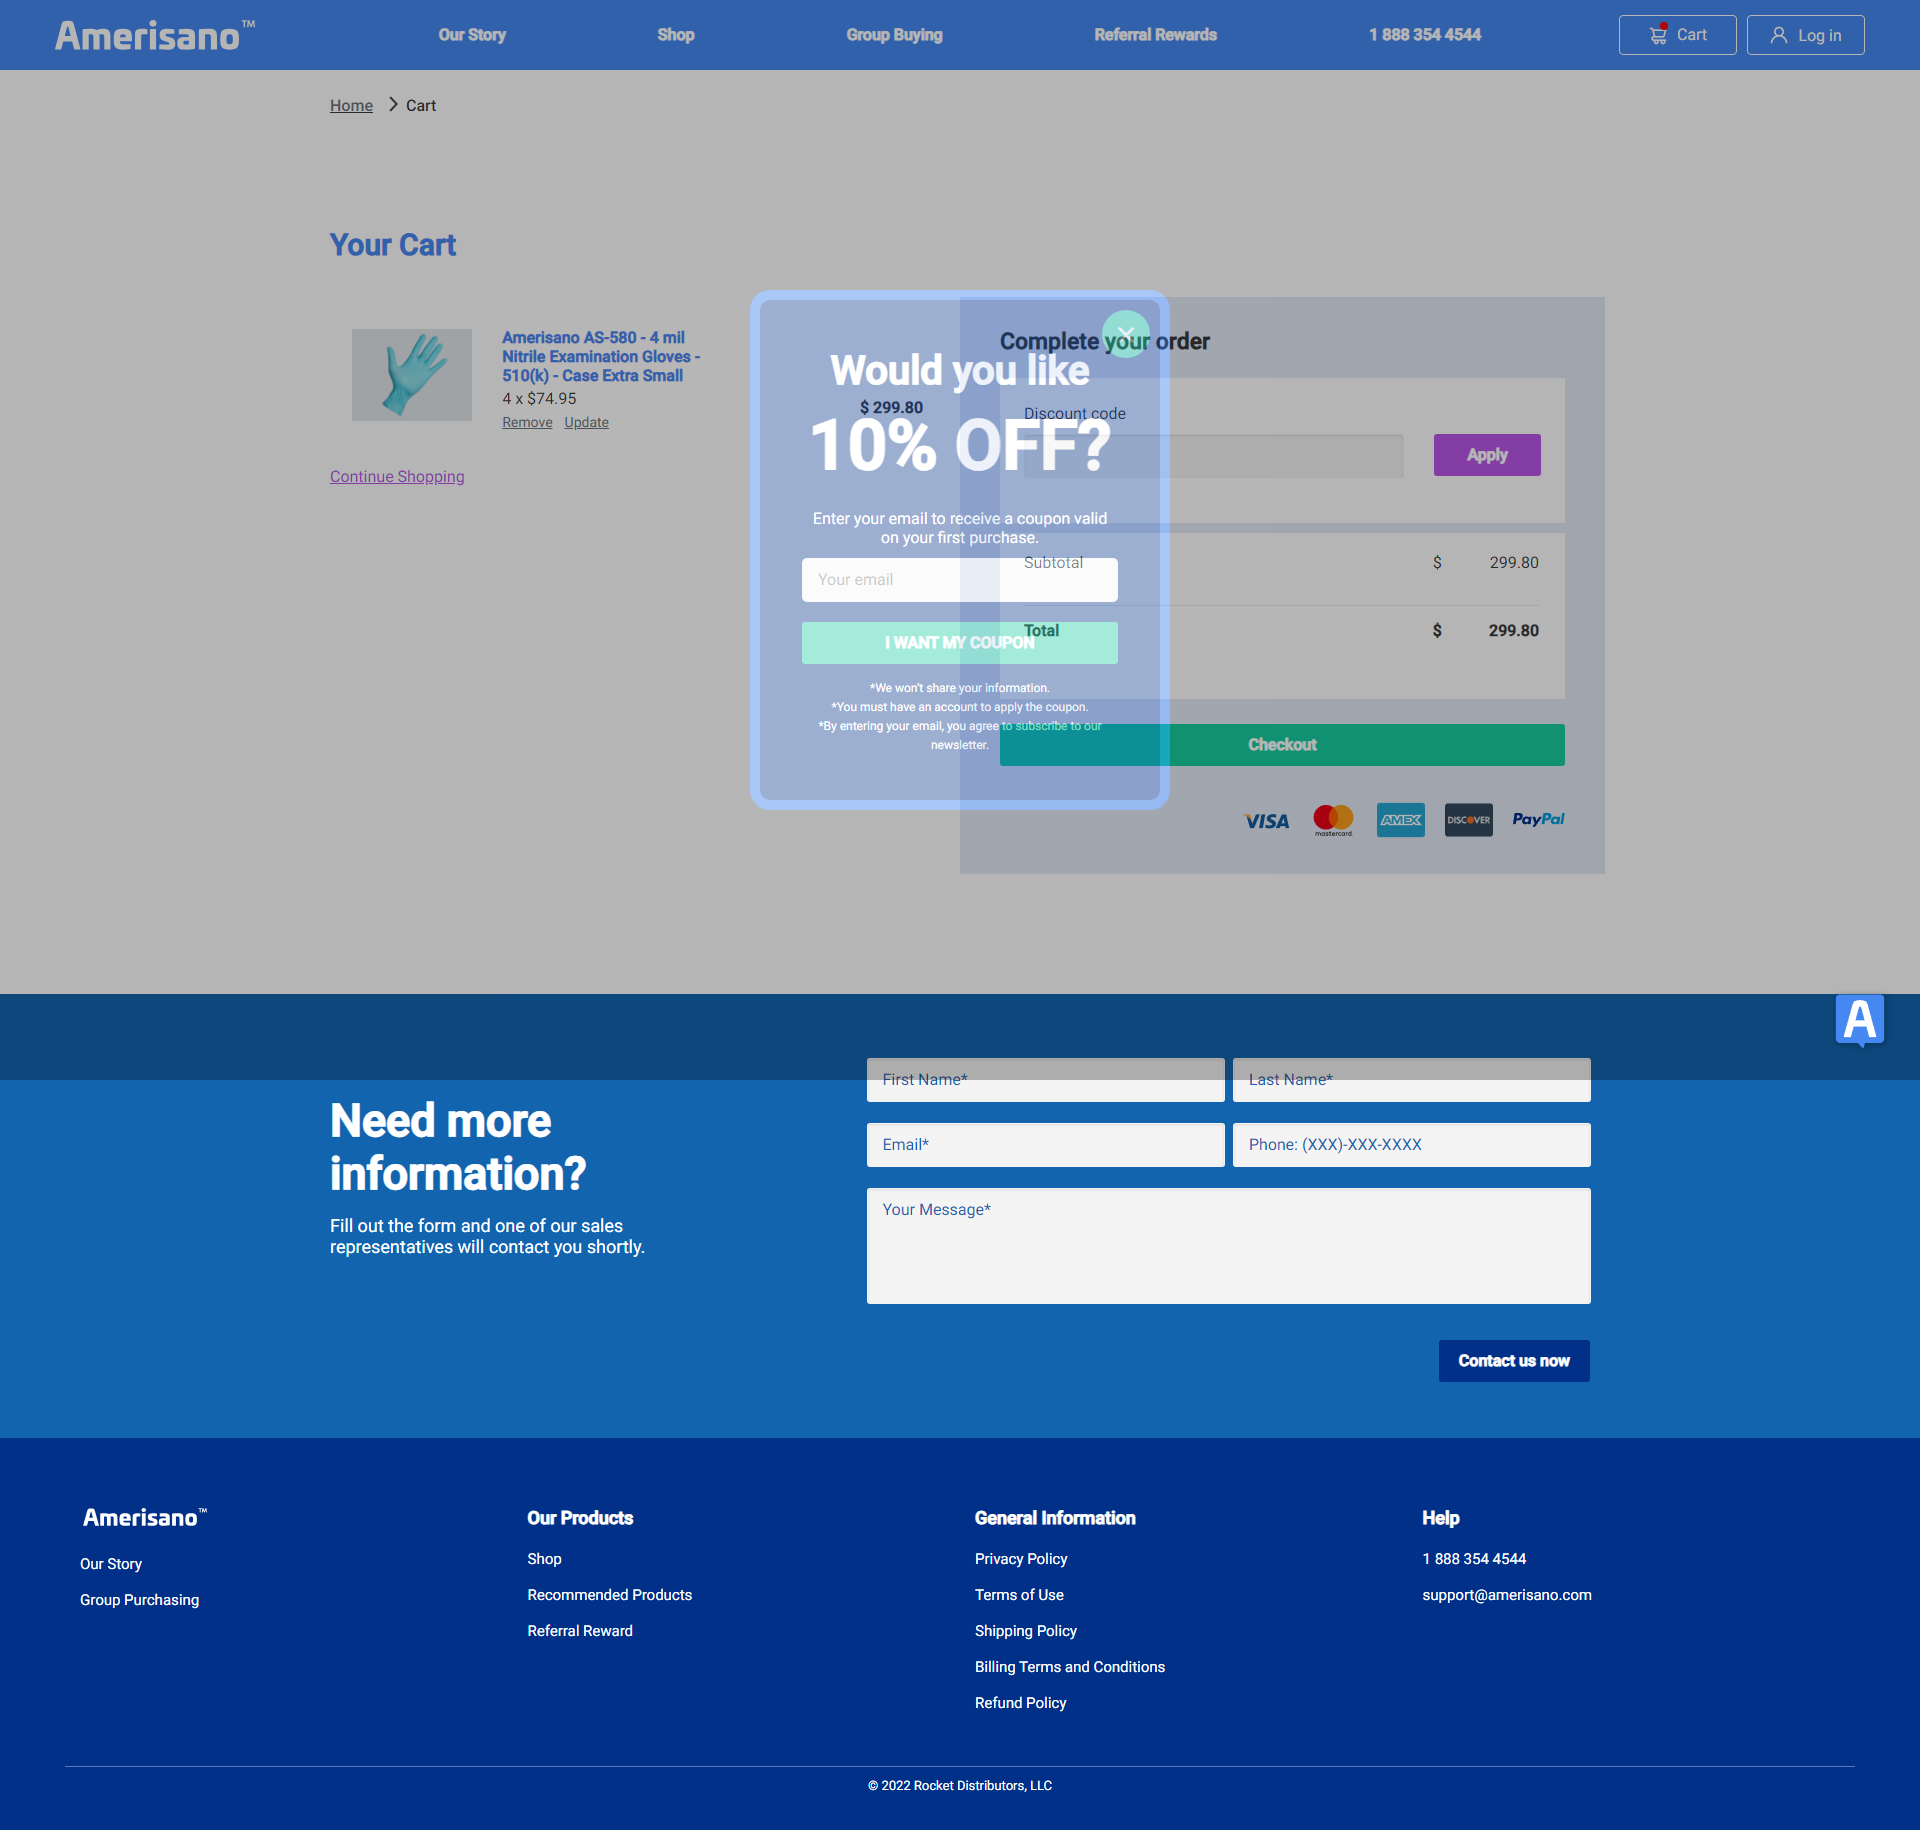 Amerisano™
Our Story
Shop
Group Buying
Referral Rewards
1 888 354 4544
Cart
Log in
Home
Cart
Your Cart
Amerisano AS-580 - 4 mil
Nitrile Examination Gloves -
510(k) - Case Extra Small
4 x $74.95
Remove Update
$ 299.80
Continue Shopping
Would you like
10% OFF?
Enter your email to receive a coupon valid
on your first purchase.
Your email
I WANT MY COUPON
*We won't share your information.
*You must have an account to apply the coupon.
*By entering your email, you agree to subscribe to our
newsletter.
Complete your order
Discount code
Apply
Subtotal $ 299.80
Total $ 299.80
Checkout
VISA
mastercard
AMEX
DISCOVER
PayPal
A
Need more
information?
Fill out the form and one of our sales
representatives will contact you shortly.
First Name*
Last Name*
Email*
Phone: (XXX)-XXX-XXXX
Your Message*
Contact us now
Amerisano™
Our Story
Group Purchasing
Our Products
Shop
Recommended Products
Referral Reward
General Information
Privacy Policy
Terms of Use
Shipping Policy
Billing Terms and Conditions
Refund Policy
Help
1 888 354 4544
support@amerisano.com
© 2022 Rocket Distributors, LLC